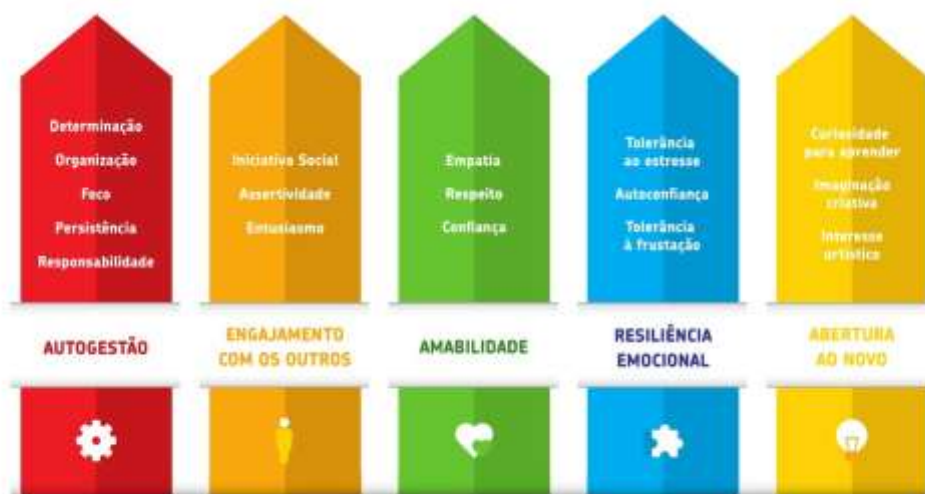 Determinação
Organização
Foco
Persistência
Responsabilidade
AUTOGESTÃO
Iniciativa Social
Assertividade
Entusiasmo
ENGAJAMENTO
COM OS OUTROS
Empatia
Respeito
Confiança
AMABILIDADE
Tolerância
ao estresse
Autoconfiança
Tolerância
à frustação
RESILIÊNCIA
EMOCIONAL
Curiosidade
para aprender
Imaginação
criativa
Interesse
artístico
ABERTURA
AO NOVO